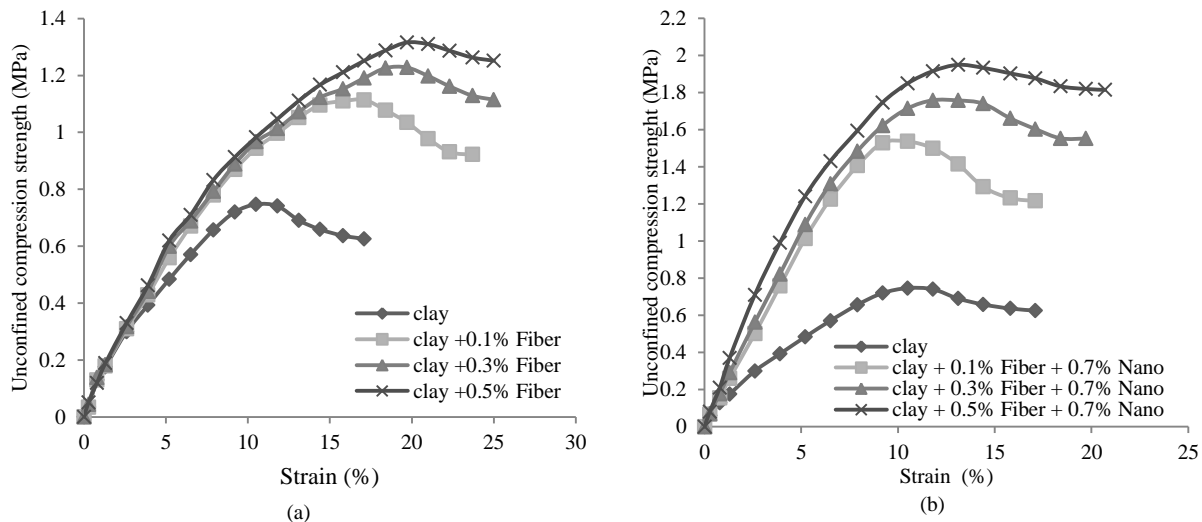 Unconfined compression strength (MPa)
1.4
1.2
1
0.8
0.6
0.4
0.2
0
clay
clay +0.1% Fiber
clay +0.3% Fiber
clay +0.5% Fiber
0 5 10 15 20 25 30
Strain (%)
(a)
Unconfined compression strenght (MPa)
2.2
2
1.8
1.6
1.4
1.2
1
0.8
0.6
0.4
0.2
0
clay
clay + 0.1% Fiber + 0.7% Nano
clay + 0.3% Fiber + 0.7% Nano
clay + 0.5% Fiber + 0.7% Nano
0 5 10 15 20 25
Strain (%)
(b)